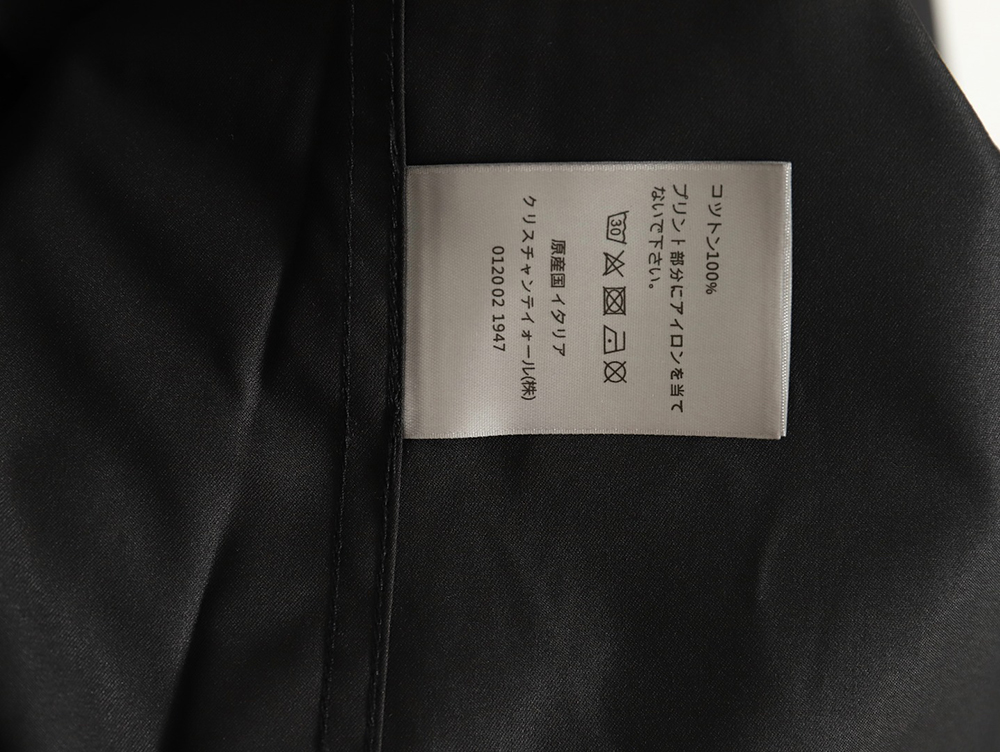 コツトン100%
プリント部分にアイロンを当て
ないで下さい。
30
原産国 イタリア
クリスチャンディオール(株)
012002 1947